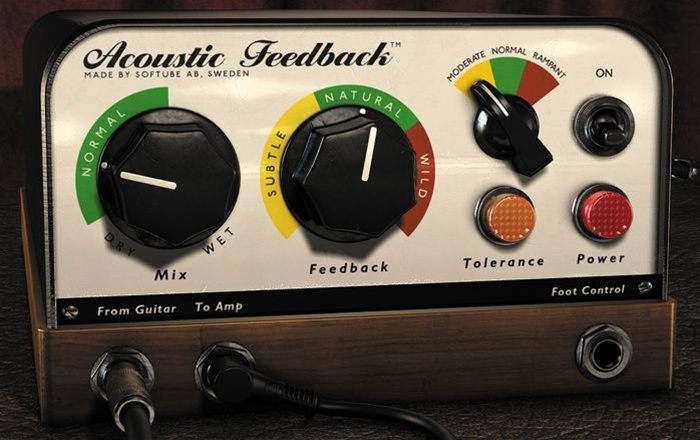 Acoustic Feedback™
MADE BY SOFTUBE AB, SWEDEN
MODERATE NORMAL RAMPANT
ON
NORMAL
DRY
WET
Mix
SUBTLE
NATURAL
WILD
Feedback
Tolerance
Power
From Guitar To Amp
Foot Control